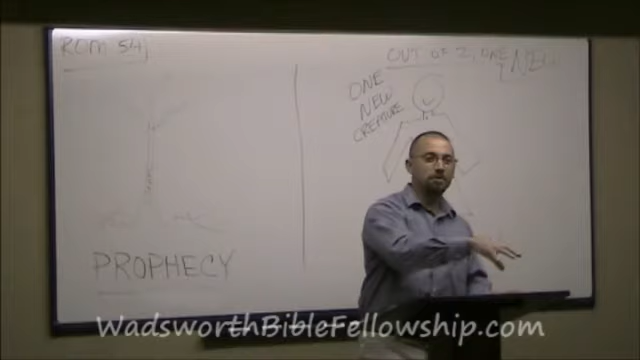 ROM 5:4)
OUT OF 2, ONE
NEW
ONE
NEW
CREATURE
PROPHECY
WadsworthBibleFellowship.com